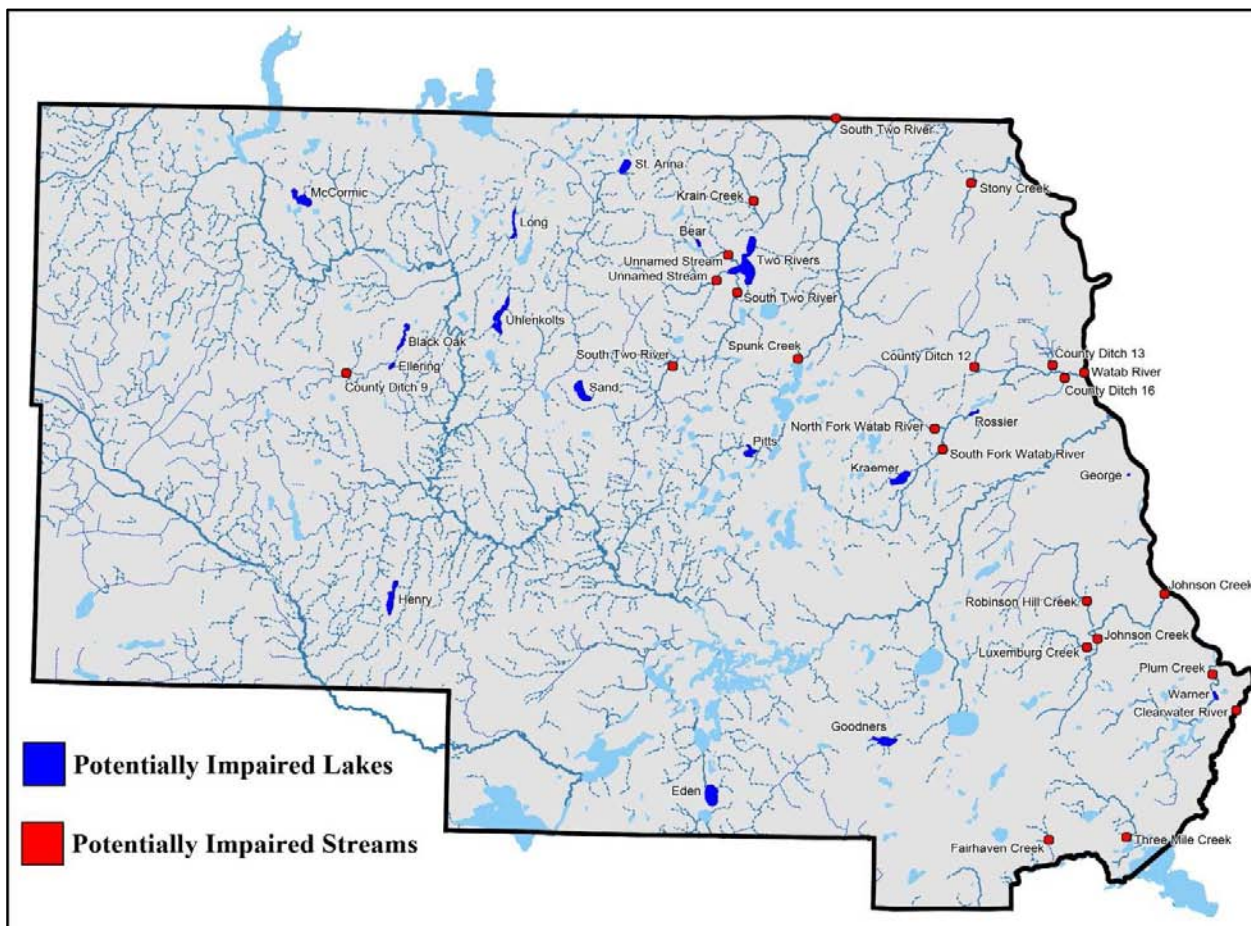 South Two River
St. Anna
Stony Creek
McCormic
Krain Creek
Long
Bear
Unnamed Stream
Two Rivers
Unnamed Stream
South Two River
Uhlenkolts
Black Oak
South Two River
Spunk Creek
County Ditch 12
County Ditch 13
Ellering
Watab River
County Ditch 9
Sand
County Ditch 16
Rossier
North Fork Watab River
Pitts
South Fork Watab River
Kraemer
George
Henry
Johnson Creek
Robinson Hill Creek
Johnson Creek
Luxemburg Creek
Plum Creek
Warner
Clearwater River
Goodners
Potentially Impaired Lakes
Eden
Potentially Impaired Streams
Fairhaven Creek
Three Mile Creek